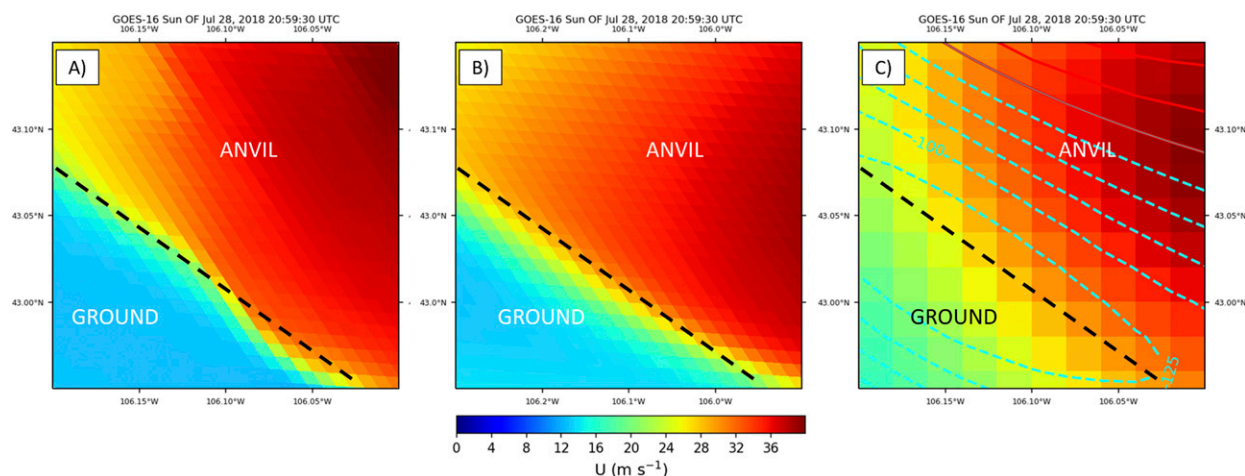 GOES-16 Sun OF Jul 28, 2018 20:59:30 UTC
106.15°W 106.10°W 106.05°W
A)
43.10°N
ANVIL
43.05°N
43.00°N
GROUND
106.15°W 106.10°W 106.05°W
GOES-16 Sun OF Jul 28, 2018 20:59:30 UTC
106.2°W 106.1°W 106.0°W
B)
43.1°N
ANVIL
43.0°N
43.0°N
GROUND
106.2°W 106.1°W 106.0°W
0 4 8 12 16 20 24 28 32 36
U (m s⁻¹)
GOES-16 Sun OF Jul 28, 2018 20:59:30 UTC
106.15°W 106.10°W 106.05°W
C)
43.10°N
-100
ANVIL
43.05°N
43.00°N
GROUND
-125
106.15°W 106.10°W 106.05°W